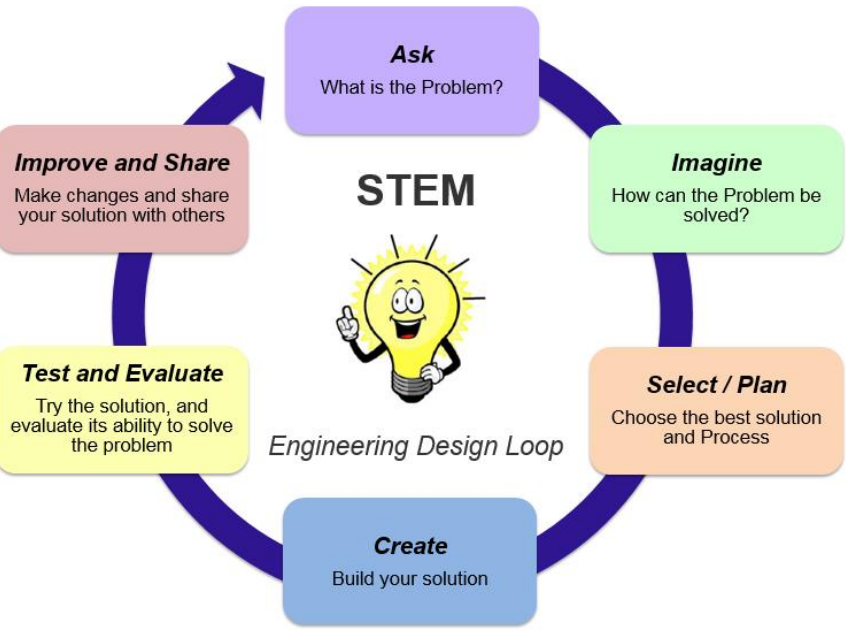 Ask
What is the Problem?
Imagine
How can the Problem be
solved?
Select / Plan
Choose the best solution
and Process
Create
Build your solution
Test and Evaluate
Try the solution, and
evaluate its ability to solve
the problem
Improve and Share
Make changes and share
your solution with others
STEM
Engineering Design Loop